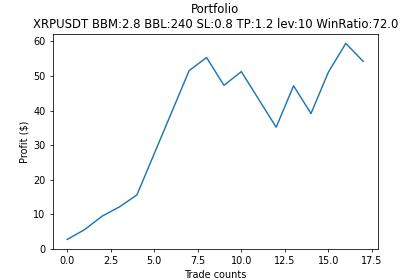 Portfolio
XRPUSDT BBM:2.8 BBL:240 SL:0.8 TP:1.2 lev:10 WinRatio:72.0
60
50
40
30
20
10
0
Profit ($)
0.0 2.5 5.0 7.5 10.0 12.5 15.0 17.5
Trade counts